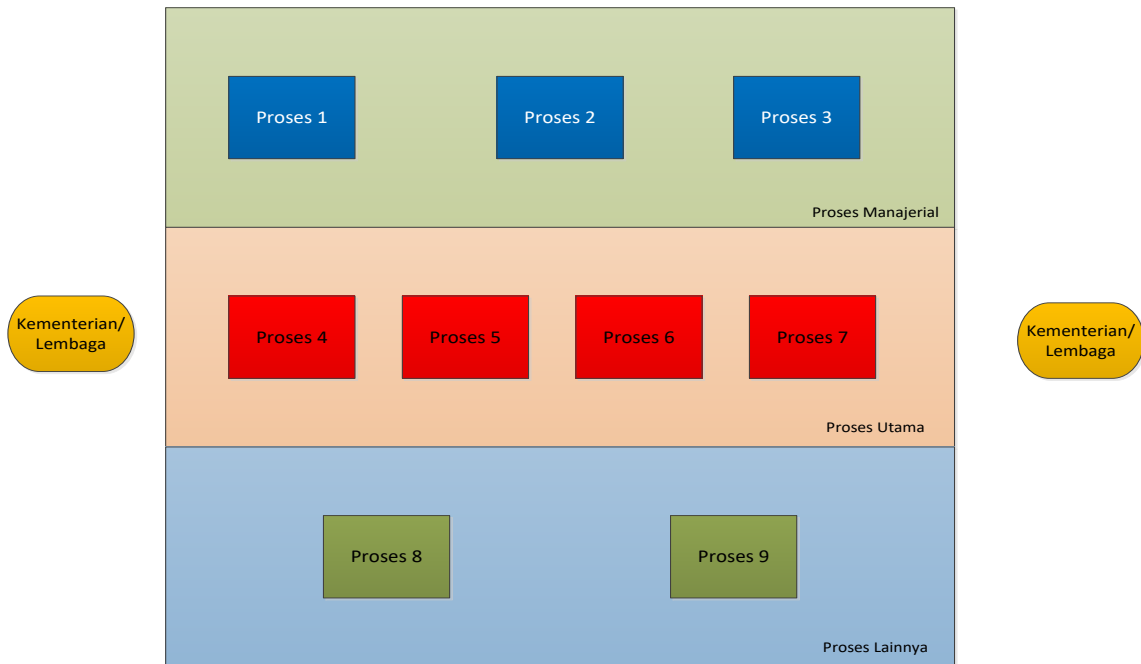 Proses 1
Proses 2
Proses 3
Proses Manajerial
Kementerian/
Lembaga
Proses 4
Proses 5
Proses 6
Proses 7
Kementerian/
Lembaga
Proses Utama
Proses 8
Proses 9
Proses Lainnya